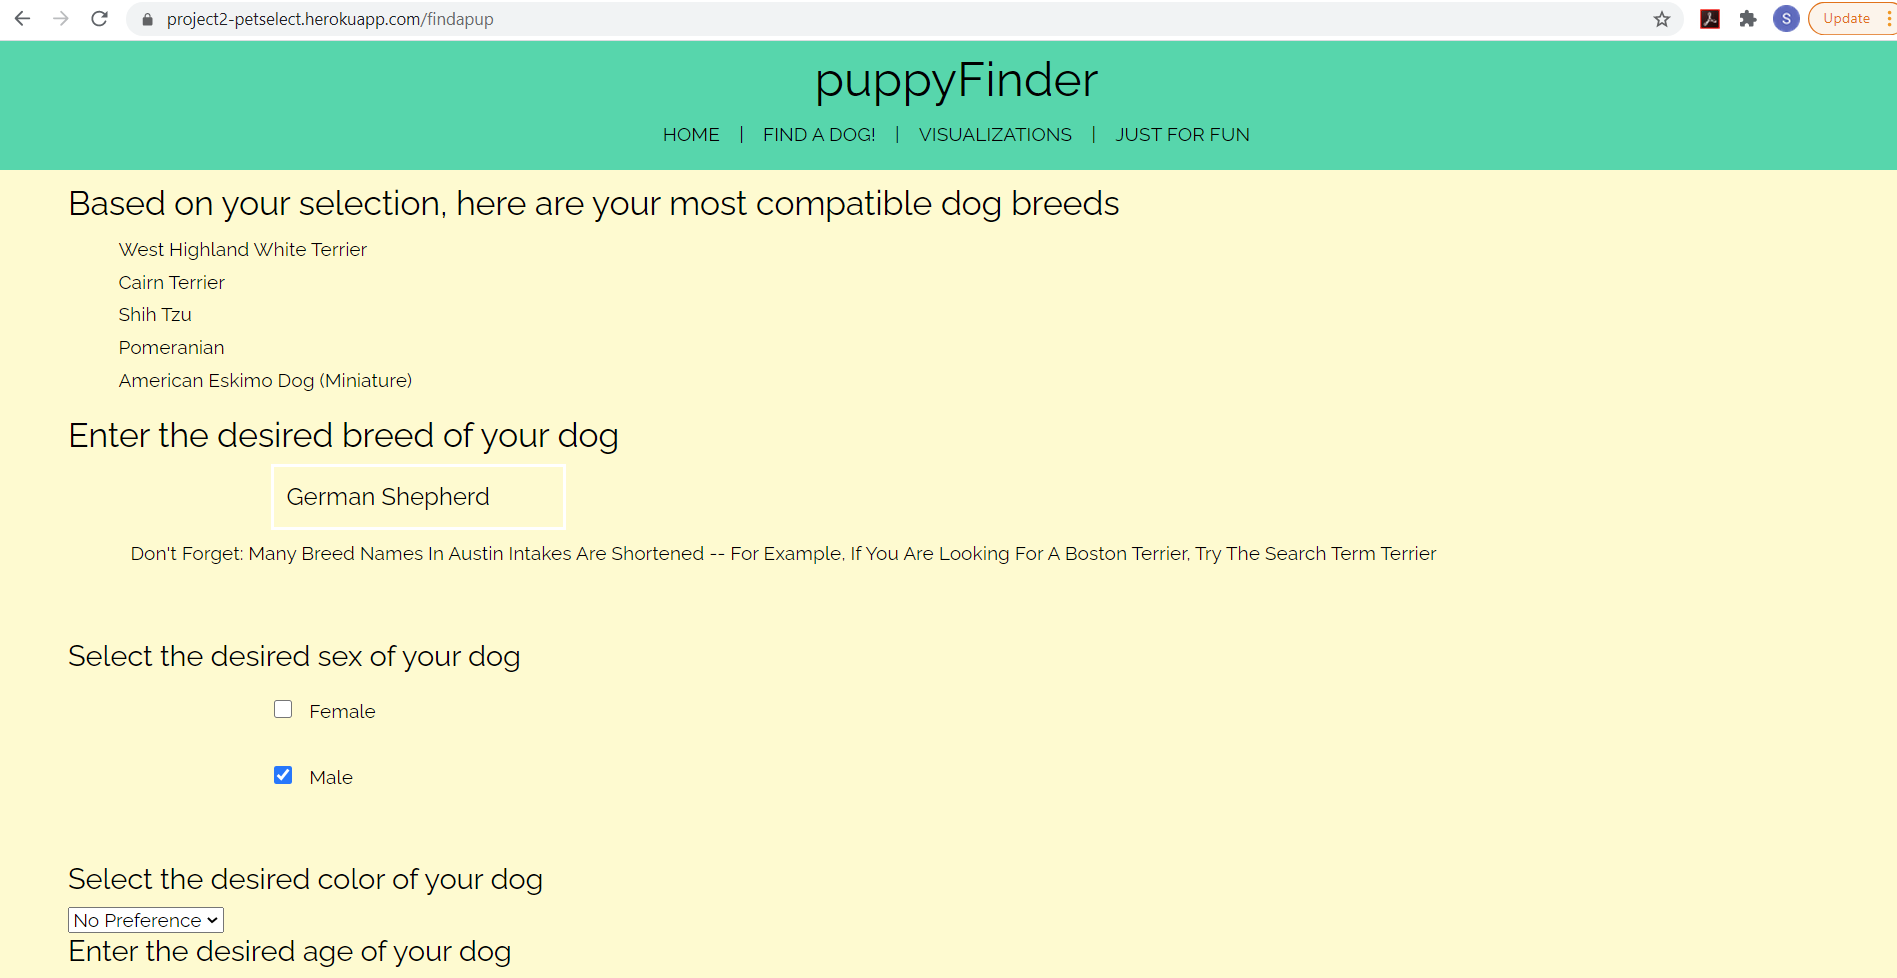 project2-petselect.herokuapp.com/findapup
S
Update
puppyFinder
HOME | FIND A DOG! | VISUALIZATIONS | JUST FOR FUN
Based on your selection, here are your most compatible dog breeds
West Highland White Terrier
Cairn Terrier
Shih Tzu
Pomeranian
American Eskimo Dog (Miniature)
Enter the desired breed of your dog
German Shepherd
Don't Forget: Many Breed Names In Austin Intakes Are Shortened -- For Example, If You Are Looking For A Boston Terrier, Try The Search Term Terrier
Select the desired sex of your dog
Female
Male
Select the desired color of your dog
No Preference
Enter the desired age of your dog